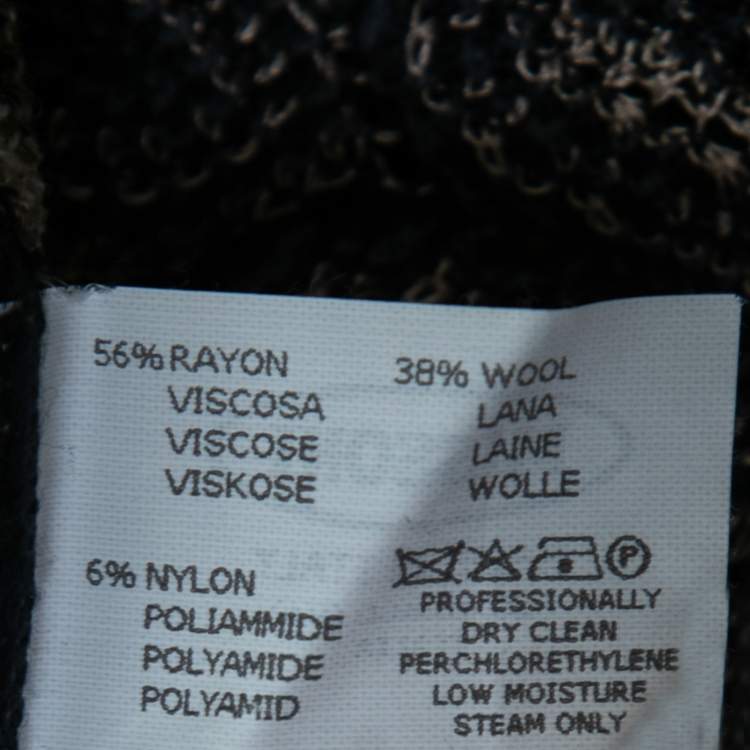 56% RAYON
VISCOSA
VISCOSE
VISKOSE
38% WOOL
LANA
LAINE
WOLLE
6% NYLON
POLIAMMIDE
POLYAMIDE
POLYAMID
P
PROFESSIONALLY
DRY CLEAN
PERCHLORETHYLENE
LOW MOISTURE
STEAM ONLY